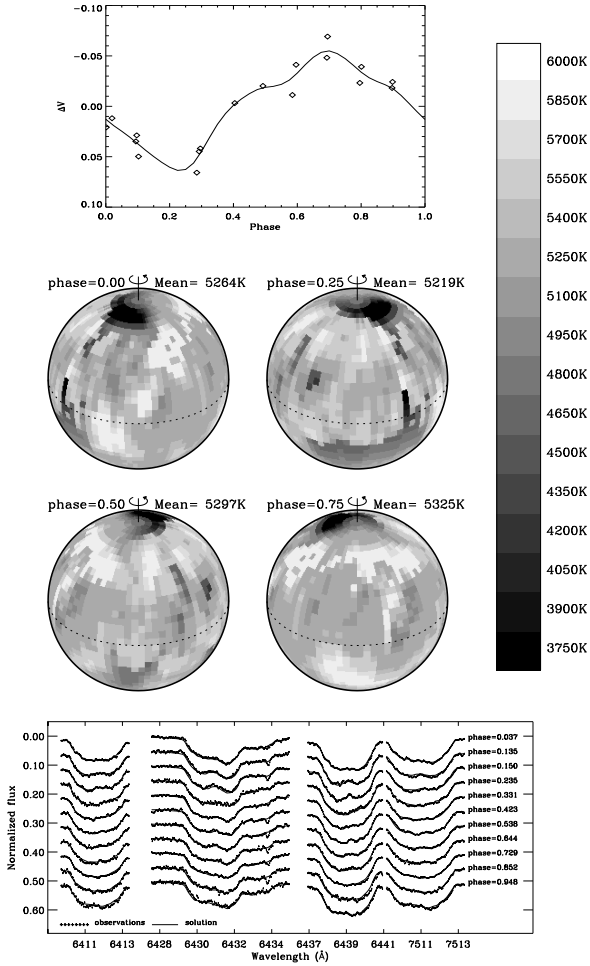 -0.10
-0.05
0.00
0.05
0.10
ΔV
0.0 0.2 0.4 0.6 0.8 1.0
Phase
6000K
5850K
5700K
5550K
5400K
5250K
5100K
4950K
4800K
4650K
4500K
4350K
4200K
4050K
3900K
3750K
phase=0.00 Mean= 5264K
phase=0.25 Mean= 5219K
phase=0.50 Mean= 5297K
phase=0.75 Mean= 5325K
Normalized flux
0.00
0.10
0.20
0.30
0.40
0.50
0.60
phase=0.037
phase=0.135
phase=0.150
phase=0.235
phase=0.331
phase=0.423
phase=0.538
phase=0.644
phase=0.729
phase=0.852
phase=0.948
observations solution
6411 6413 6428 6430 6432 6434 6437 6439 6441 7511 7513
Wavelength (Å)